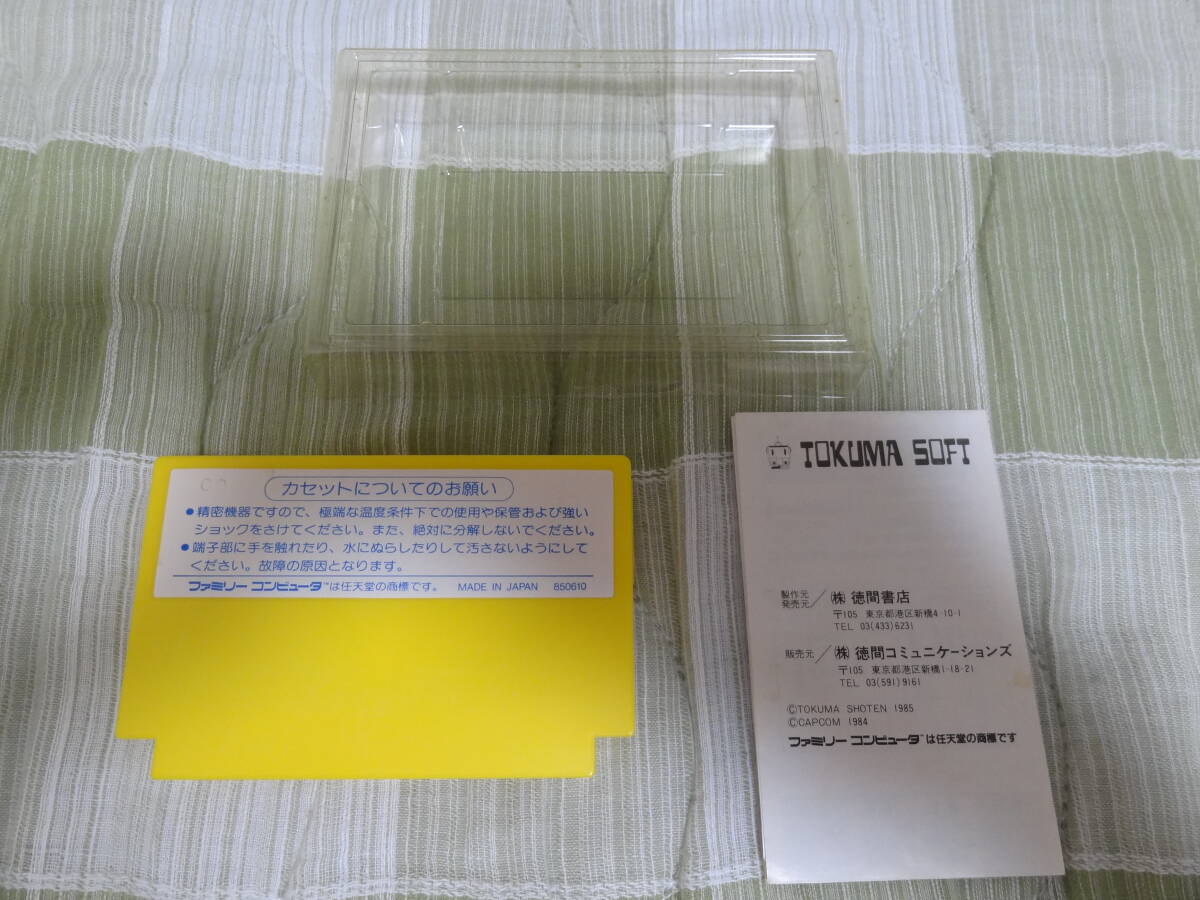 カセットについてのお願い
●精密機器ですので、極端な温度条件下での使用や保管および強い
ショックをさけてください。また、絶対に分解しないでください。
●端子部に手を触れたり、水にぬらしたりして汚さないようにして
ください。故障の原因となります。
ファミリー コンピュータ™は任天堂の商標です。 MADE IN JAPAN 850610
TOKUMA SOFT
製作元
発売元/㈱ 徳間書店
〒105 東京都港区新橋4-10-1
TEL 03(433)6231
販売元/㈱ 徳間コミュニケーションズ
〒105 東京都港区新橋1-18-21
TEL 03(591)9161
©TOKUMA SHOTEN 1985
©CAPCOM 1984
ファミリー コンピュータ™は任天堂の商標です